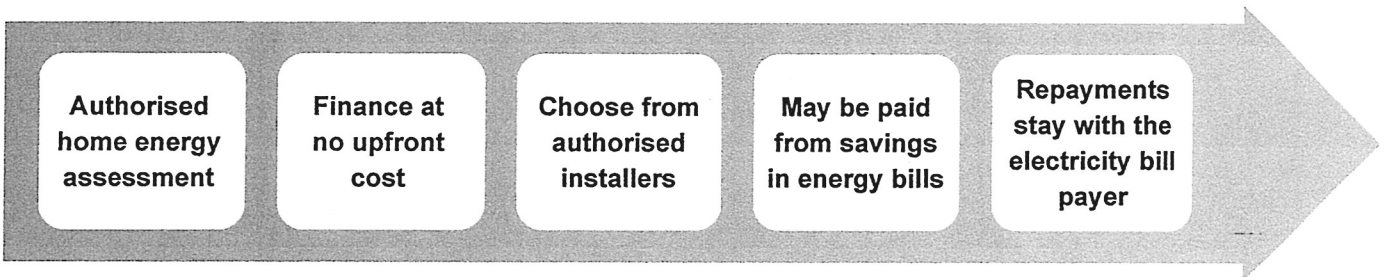 Authorised
home energy
assessment
Finance at
no upfront
cost
Choose from
authorised
installers
May be paid
from savings
in energy bills
Repayments
stay with the
electricity bill
payer